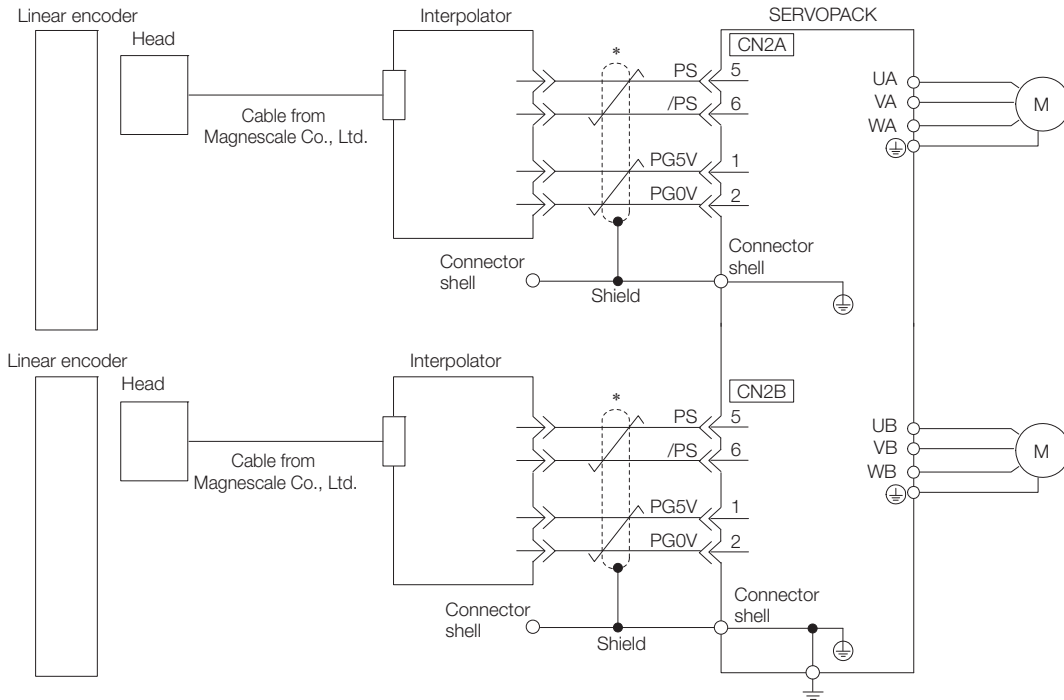 Linear encoder
Head
Interpolator
SERVOPACK
Cable from
Magnescale Co., Ltd.
*
CN2A
PS 5
/PS 6
PG5V 1
PG0V 2
UA
VA
WA
M
Connector
shell
Shield
Connector
shell
Linear encoder
Head
Interpolator
Cable from
Magnescale Co., Ltd.
*
CN2B
PS 5
/PS 6
PG5V 1
PG0V 2
UB
VB
WB
M
Connector
shell
Shield
Connector
shell